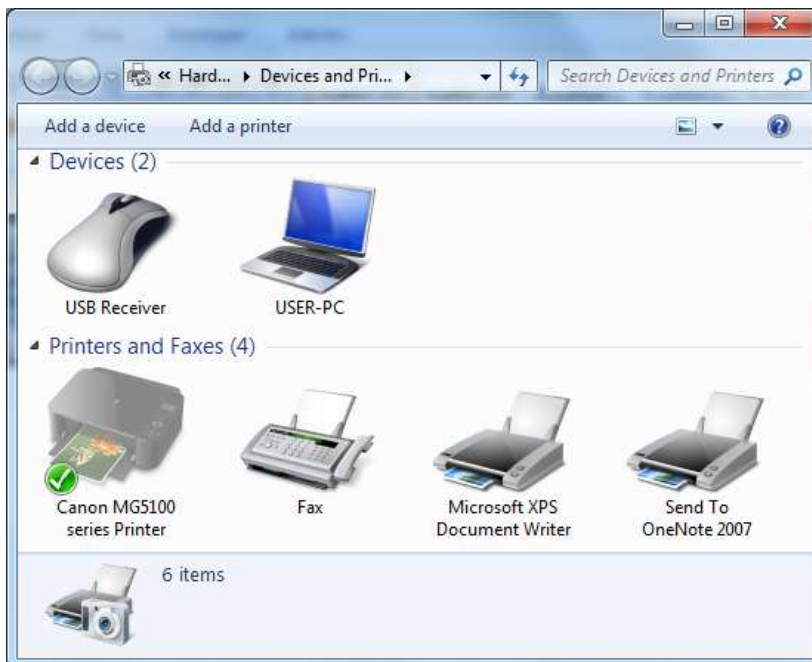 « Hard... ▸ Devices and Pri... ▸
Search Devices and Printers
Add a device Add a printer
Devices (2)
USB Receiver USER-PC
Printers and Faxes (4)
Canon MG5100 Fax Microsoft XPS Send To
series Printer Document Writer OneNote 2007
6 items